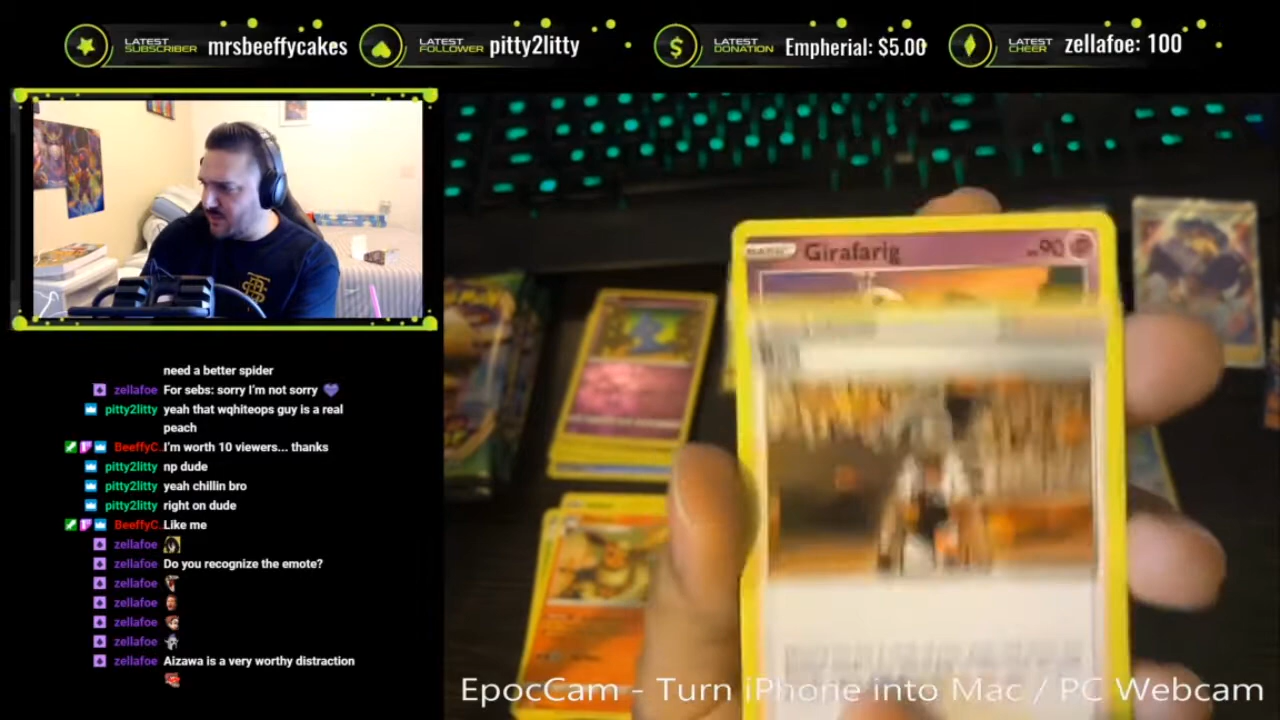 LATEST SUBSCRIBER mrsbeeffycakes
LATEST FOLLOWER pitty2litty
LATEST DONATION Empherial: $5.00
LATEST CHEER zellafoe: 100
Girafarig 90
need a better spider
zellafoe For sebs: sorry I'm not sorry
pitty2litty yeah that wqhiteops guy is a real
peach
BeeffyC.. I'm worth 10 viewers... thanks
pitty2litty np dude
pitty2litty yeah chillin bro
pitty2litty right on dude
BeeffyC.. Like me
zellafoe
zellafoe Do you recognize the emote?
zellafoe
zellafoe
zellafoe
zellafoe
zellafoe Aizawa is a very worthy distraction
EpocCam - Turn iPhone into Mac / PC Webcam